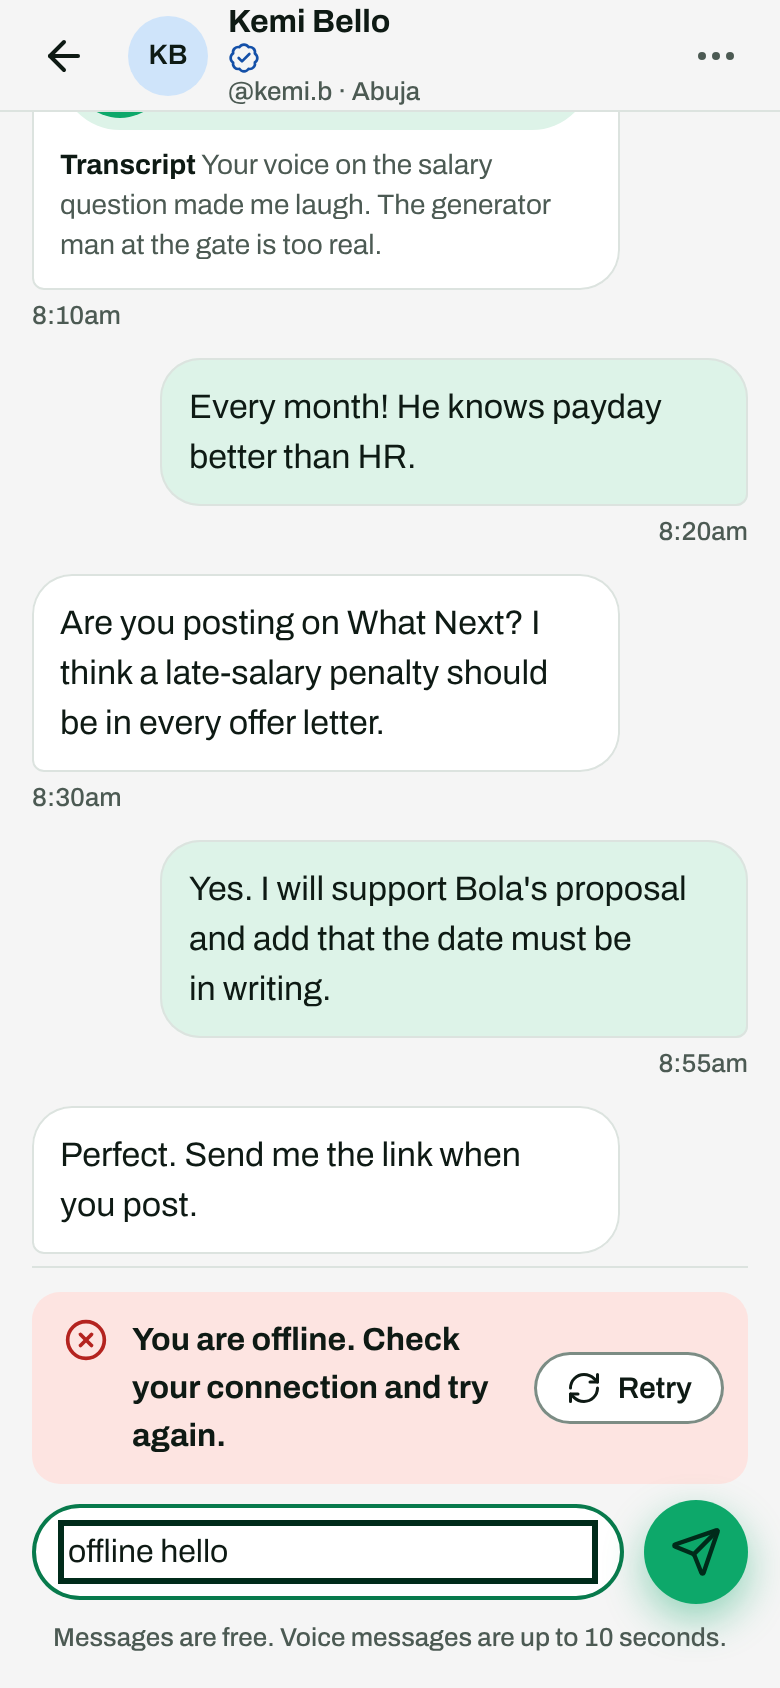 Kemi Bello
KB
@kemi.b · Abuja
Transcript Your voice on the salary
question made me laugh. The generator
man at the gate is too real.
8:10am
Every month! He knows payday
better than HR.
8:20am
Are you posting on What Next? I
think a late-salary penalty should
be in every offer letter.
8:30am
Yes. I will support Bola's proposal
and add that the date must be
in writing.
8:55am
Perfect. Send me the link when
you post.
You are offline. Check
your connection and try
again.
Retry
offline hello
Messages are free. Voice messages are up to 10 seconds.